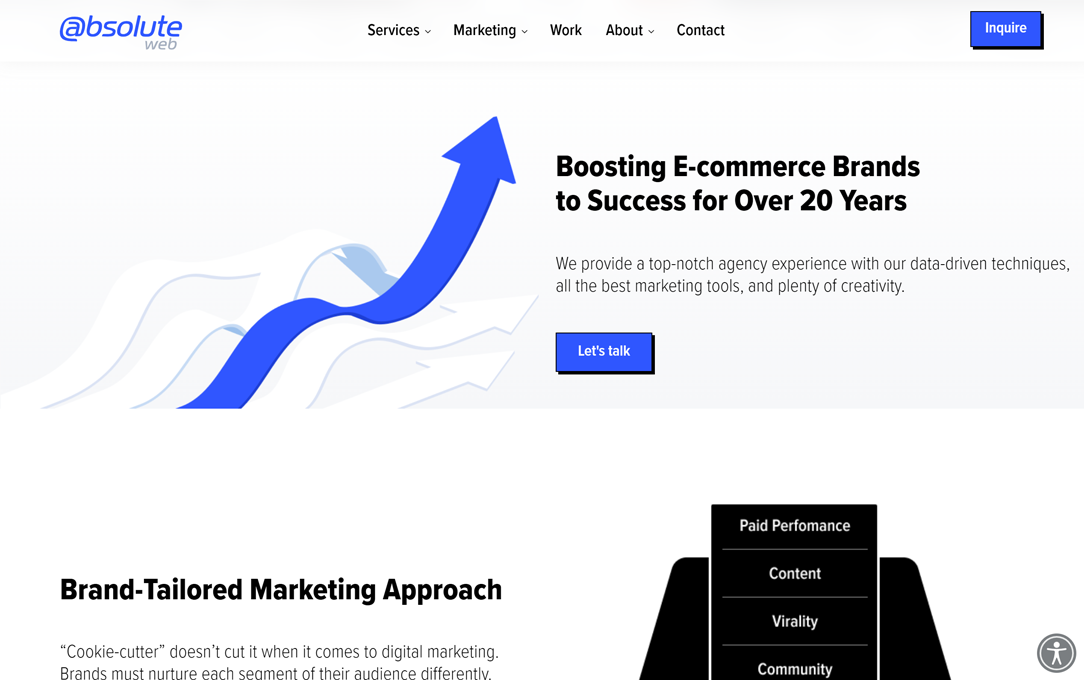 @bsolute
web
Services
Marketing
Work
About
Contact
Inquire
Boosting E-commerce Brands
to Success for Over 20 Years
We provide a top-notch agency experience with our data-driven techniques,
all the best marketing tools, and plenty of creativity.
Let's talk
Brand-Tailored Marketing Approach
“Cookie-cutter” doesn’t cut it when it comes to digital marketing.
Brands must nurture each segment of their audience differently.
Paid Perfomance
Content
Virality
Community